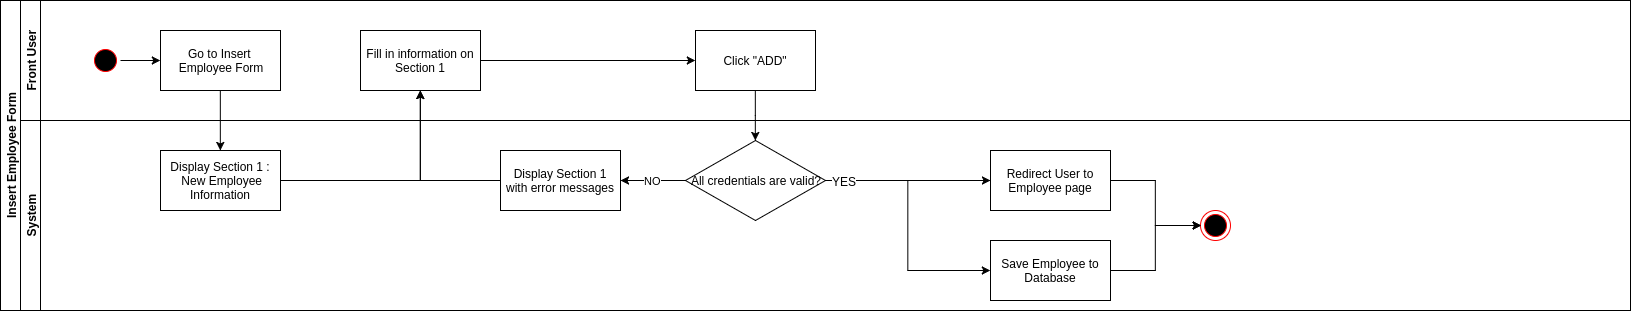 Insert Employee Form
Front User
Go to Insert
Employee Form
Fill in information on
Section 1
Click "ADD"
System
Display Section 1 :
New Employee
Information
Display Section 1
with error messages
NO
All credentials are valid?
YES
Redirect User to
Employee page
Save Employee to
Database